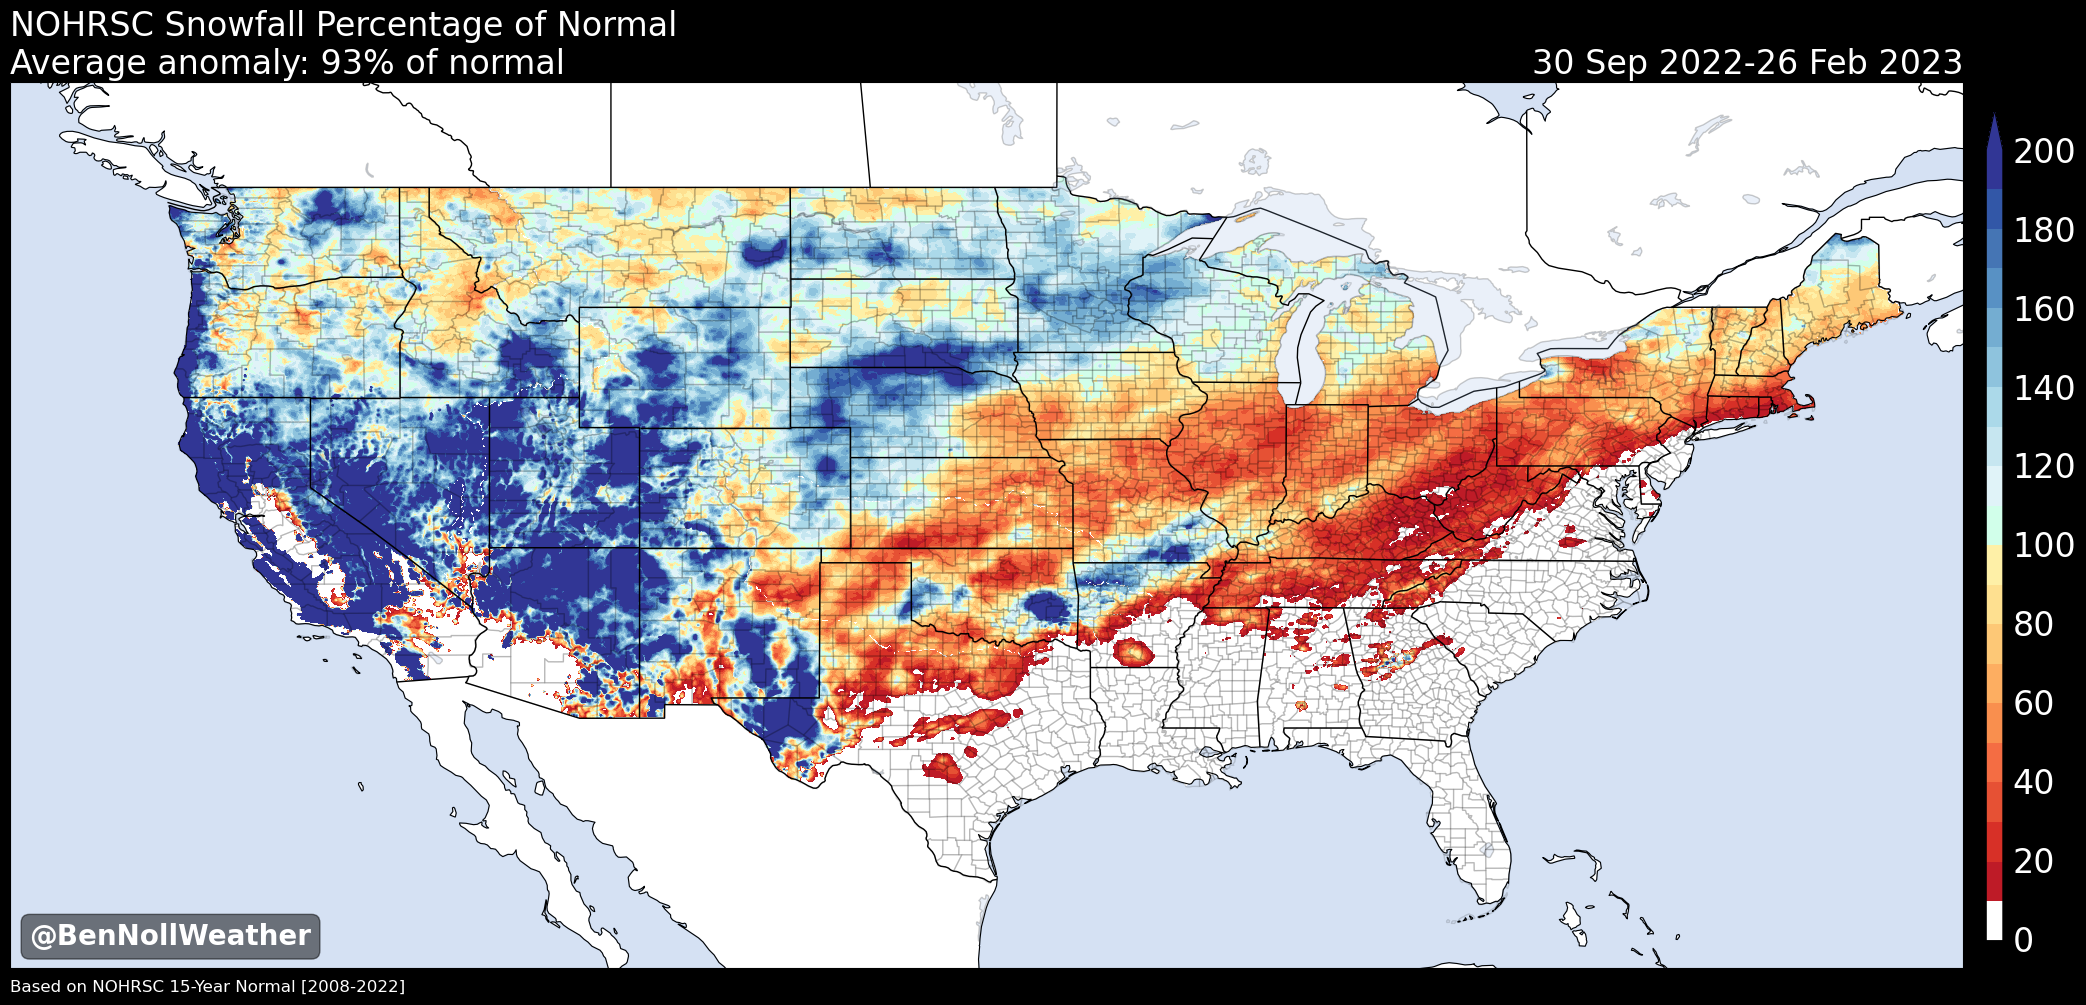 NOHRSC Snowfall Percentage of Normal
Average anomaly: 93% of normal
30 Sep 2022-26 Feb 2023
200
180
160
140
120
100
80
60
40
20
0
@BenNollWeather
Based on NOHRSC 15-Year Normal [2008-2022]